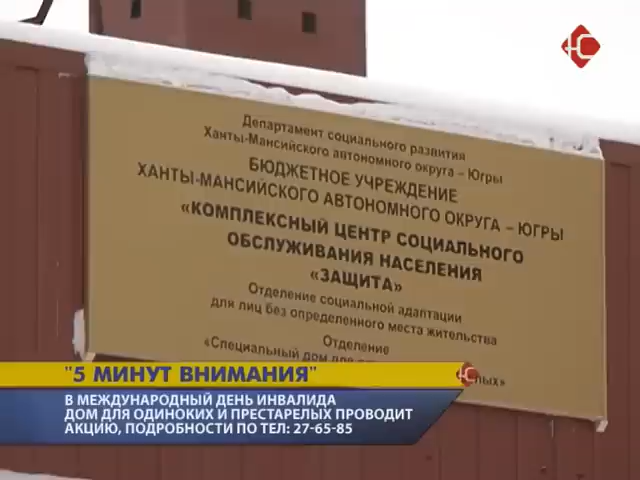 Департамент социального развития
Ханты-Мансийского автономного округа – Югры
БЮДЖЕТНОЕ УЧРЕЖДЕНИЕ
ХАНТЫ-МАНСИЙСКОГО АВТОНОМНОГО ОКРУГА – ЮГРЫ
«КОМПЛЕКСНЫЙ ЦЕНТР СОЦИАЛЬНОГО
ОБСЛУЖИВАНИЯ НАСЕЛЕНИЯ
«ЗАЩИТА»
Отделение социальной адаптации
для лиц без определенного места жительства
Отделение
«Специальный дом для
"5 МИНУТ ВНИМАНИЯ"
В МЕЖДУНАРОДНЫЙ ДЕНЬ ИНВАЛИДА
ДОМ ДЛЯ ОДИНОКИХ И ПРЕСТАРЕЛЫХ ПРОВОДИТ
АКЦИЮ, ПОДРОБНОСТИ ПО ТЕЛ: 27-65-85